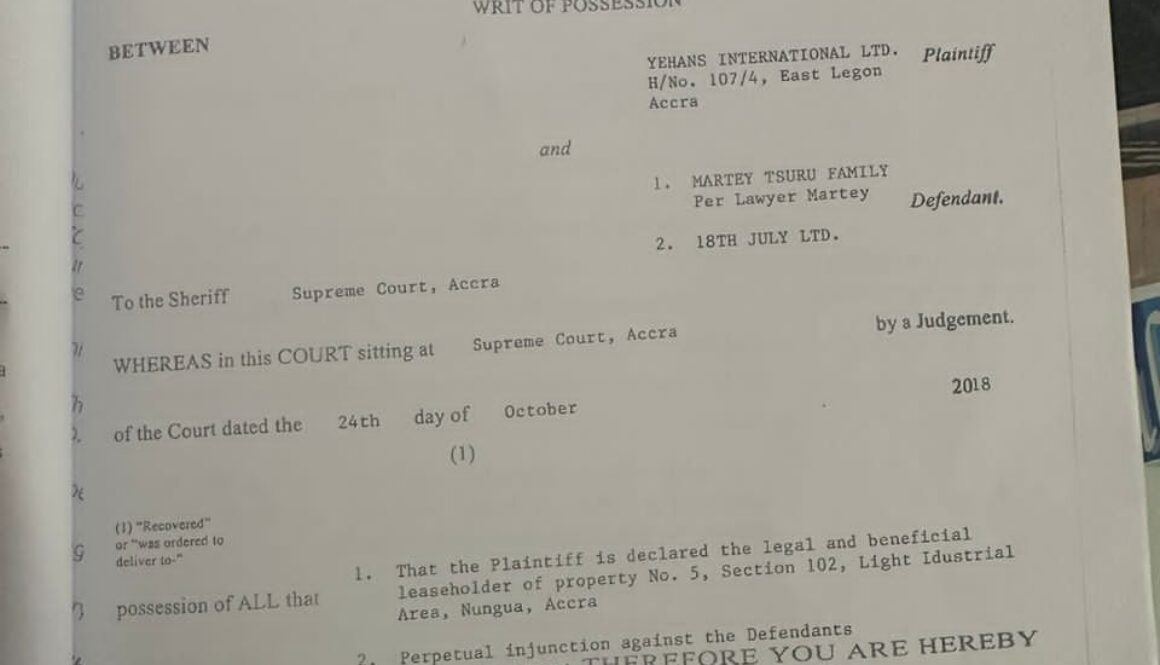 WRIT OF POSSESSION
BETWEEN
YEHANS INTERNATIONAL LTD. Plaintiff
H/No. 107/4, East Legon
Accra
and
1. MARTEY TSURU FAMILY
Per Lawyer Martey Defendant.
2. 18TH JULY LTD.
To the Sheriff Supreme Court, Accra
WHEREAS in this COURT sitting at Supreme Court, Accra by a Judgement.
of the Court dated the 24th day of October 2018
(1)
(1) "Recovered"
or "was ordered to
deliver to-"
possession of ALL that
1. That the Plaintiff is declared the legal and beneficial
leaseholder of property No. 5, Section 102, Light Idustrial
Area, Nungua, Accra
2. Perpetual injunction against the Defendants
THEREFORE YOU ARE HEREBY